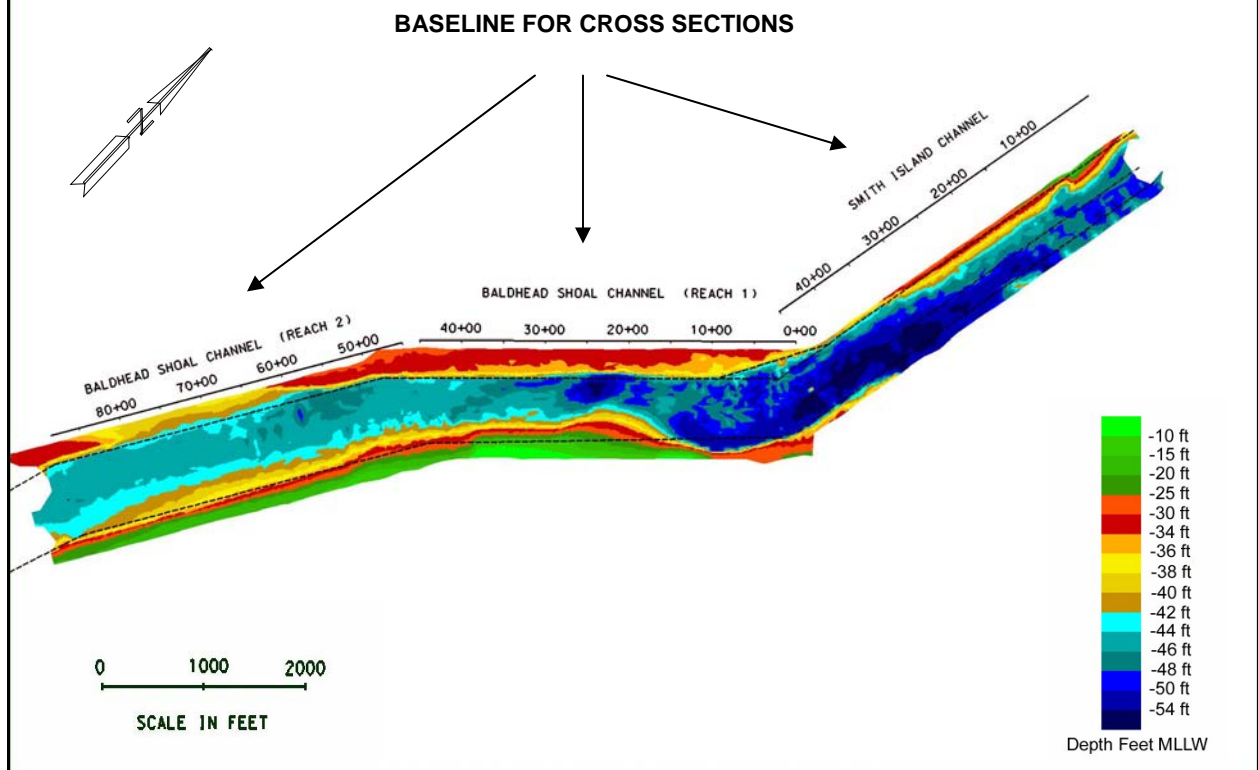 BASELINE FOR CROSS SECTIONS
N
SMITH ISLAND CHANNEL
10+00
20+00
30+00
40+00
BALDHEAD SHOAL CHANNEL (REACH 1)
40+00 30+00 20+00 10+00 0+00
BALDHEAD SHOAL CHANNEL (REACH 2)
80+00 70+00 60+00 50+00
-10 ft
-15 ft
-20 ft
-25 ft
-30 ft
-34 ft
-36 ft
-38 ft
-40 ft
-42 ft
-44 ft
-46 ft
-48 ft
-50 ft
-54 ft
Depth Feet MLLW
0 1000 2000
SCALE IN FEET